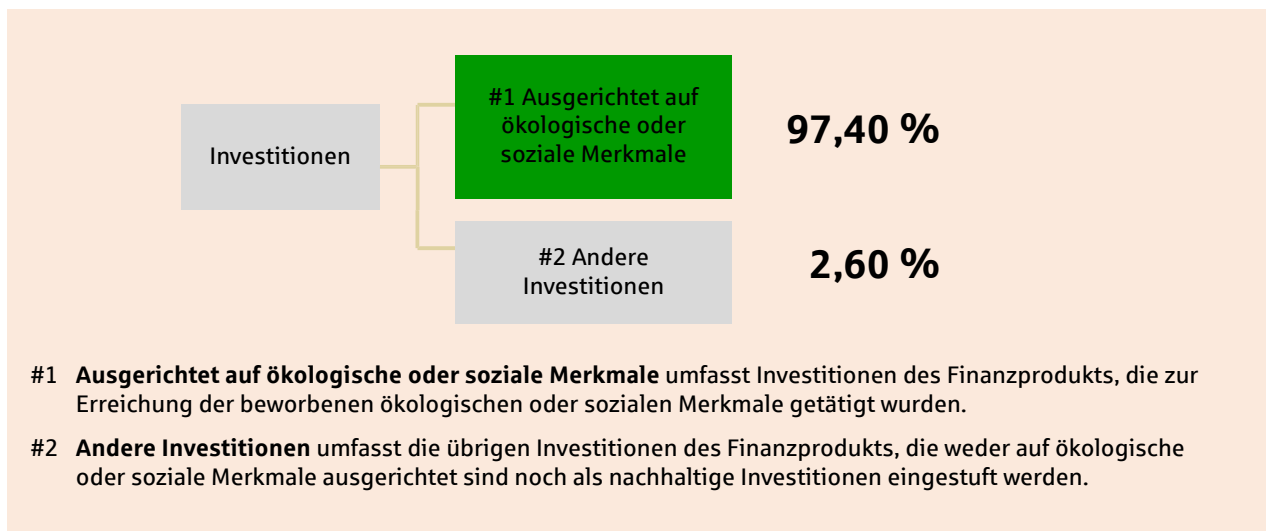 #1 Ausgerichtet auf
ökologische oder
soziale Merkmale
97,40 %
Investitionen
#2 Andere
Investitionen
2,60 %
#1 Ausgerichtet auf ökologische oder soziale Merkmale umfasst Investitionen des Finanzprodukts, die zur
Erreichung der beworbenen ökologischen oder sozialen Merkmale getätigt wurden.
#2 Andere Investitionen umfasst die übrigen Investitionen des Finanzprodukts, die weder auf ökologische
oder soziale Merkmale ausgerichtet sind noch als nachhaltige Investitionen eingestuft werden.